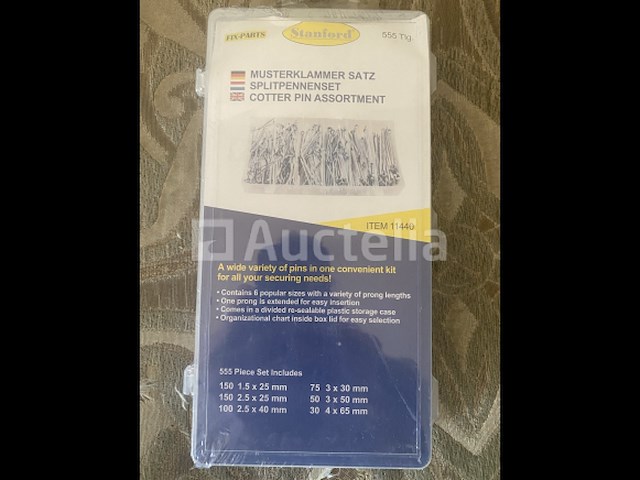 FIX-PARTS
Stanford
555 Tlg.
MUSTERKLAMMER SATZ
SPLITPENNENSET
COTTER PIN ASSORTMENT
ITEM 11440
Auctelia
A wide variety of pins in one convenient kit
for all your securing needs!
• Contains 6 popular sizes with a variety of prong lengths
• One prong is extended for easy insertion
• Comes in a divided re-sealable plastic storage case
• Organizational chart inside box lid for easy selection
555 Piece Set Includes
150 1.5 x 25 mm 75 3 x 30 mm
150 2.5 x 25 mm 50 3 x 50 mm
100 2.5 x 40 mm 30 4 x 65 mm